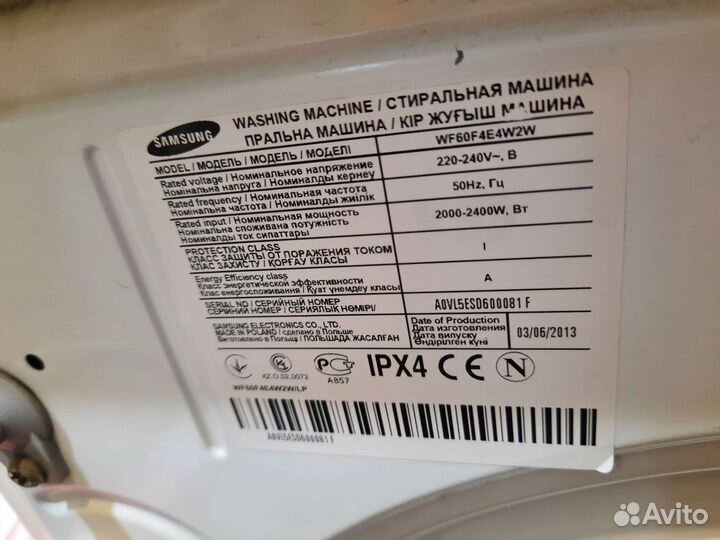 SAMSUNG
WASHING MACHINE / СТИРАЛЬНАЯ МАШИНА
ПРАЛЬНА МАШИНА / КІР ЖУҒЫШ МАШИНА
MODEL / МОДЕЛЬ / МОДЕЛЬ / МОДЕЛІ WF60F4E4W2W
Rated voltage / Номинальное напряжение
Номінальна напруга / Номиналды кернеу 220-240V~, В
Rated frequency / Номинальная частота
Номінальна частота / Номиналды жиілік 50Hz, Гц
Rated input / Номинальная мощность
Номінальна споживана потужність
Номиналды ток сипаттары 2000-2400W, Вт
PROTECTION CLASS
КЛАСС ЗАЩИТЫ ОТ ПОРАЖЕНИЯ ТОКОМ
КЛАС ЗАХИСТУ / ҚОРҒАУ КЛАСЫ I
Energy Efficiency class
Класс энергетической эффективности
Клас енергоспоживання / Қуат үнемдеу класы A
SERIAL NO / СЕРИЙНЫЙ НОМЕР
СЕРІЙНИЙ НОМЕР / СЕРИЯЛЫҚ НӨМІРІ/ A0VL5ESD600081 F
SAMSUNG ELECTRONICS CO., LTD.
MADE IN POLAND / сделано в Польше
Виготовлено в Польщі / ПОЛЬШАДА ЖАСАЛҒАН
Date of Production
Дата изготовления
Дата випуску
Өндірілген күні 03/06/2013
KZ.O.02.0072
А857
IPX4 CE N
WF60F4E4W2W/LP
A0VL5ESD600081 F
Avito